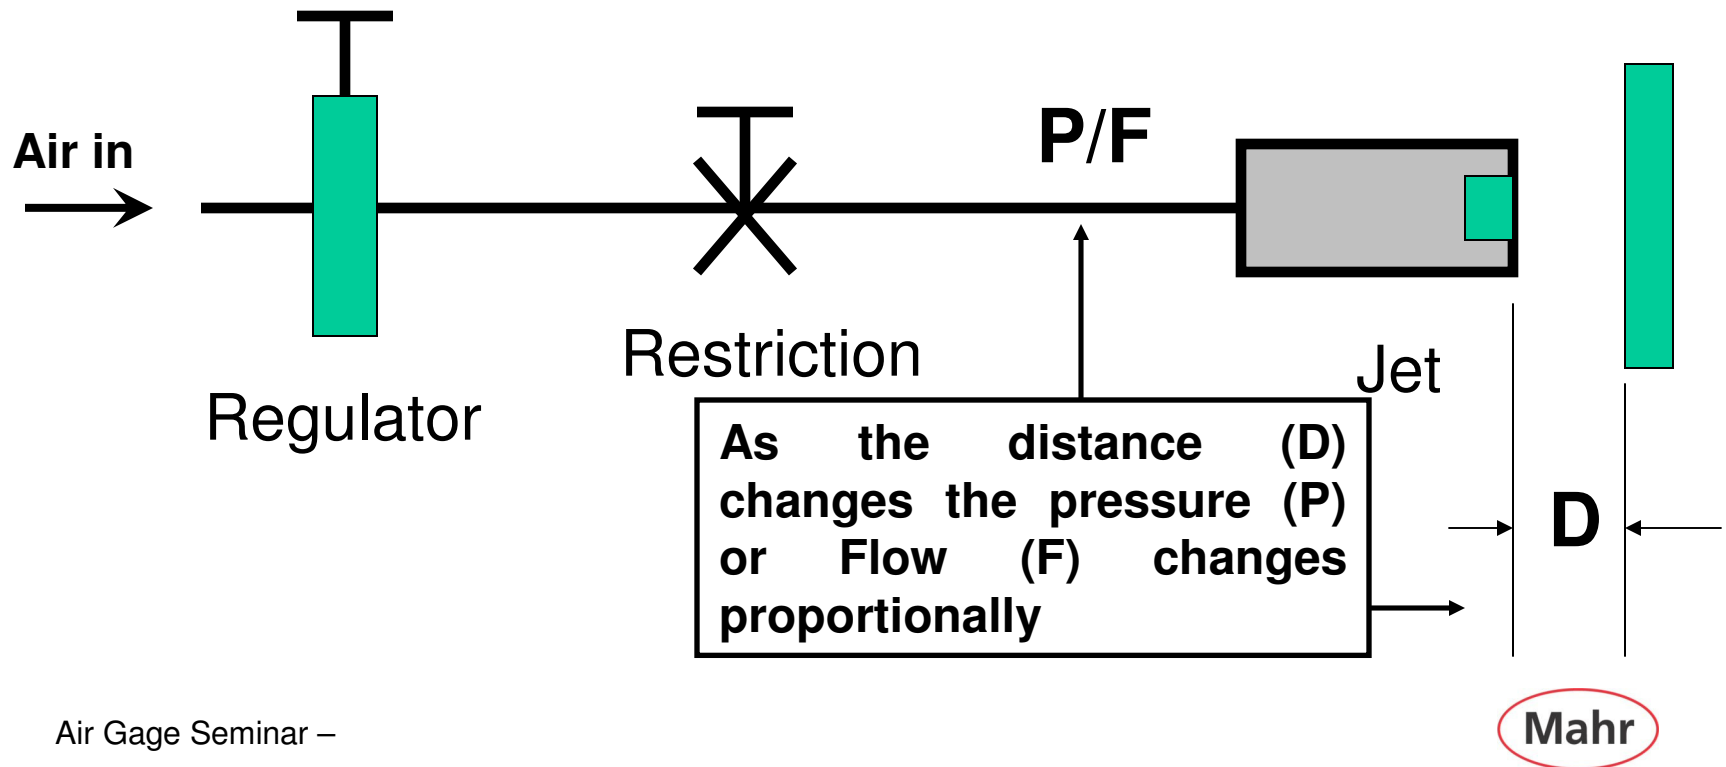 Air in
P/F
Restriction
Jet
Regulator
As the distance (D)
changes the pressure (P)
or Flow (F) changes
proportionally
D
Air Gage Seminar –
Mahr